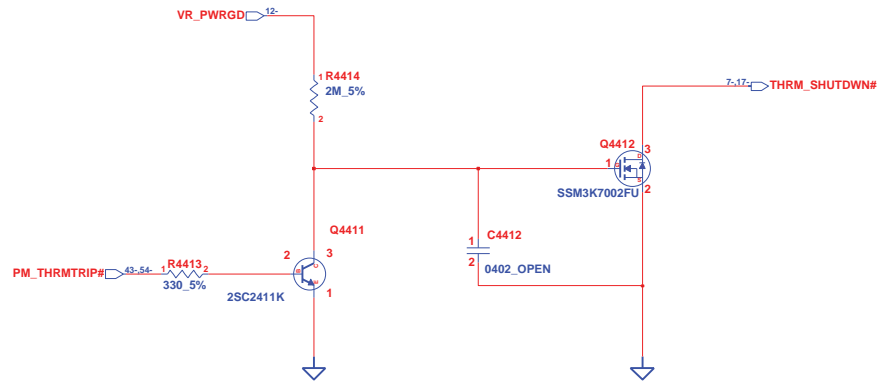 VR_PWRGD 12-
1 R4414
2M_5%
2
7-,17- THRM_SHUTDWN#
Q4412 3
1 G D S
SSM3K7002FU 2
Q4411
2 3
B C E
PM_THRMTRIP# 43-,54- 1 R4413 2
330_5%
2SC2411K 1
1 C4412
2 0402_OPEN